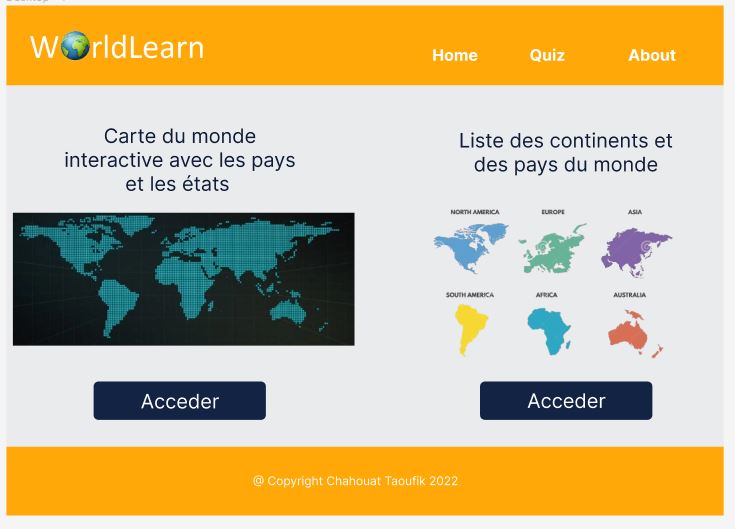 WorldLearn
Home Quiz About
Carte du monde
interactive avec les pays
et les états
Liste des continents et
des pays du monde
NORTH AMERICA EUROPE ASIA
SOUTH AMERICA AFRICA AUSTRALIA
Acceder
Acceder
@ Copyright Chahouat Taoufik 2022